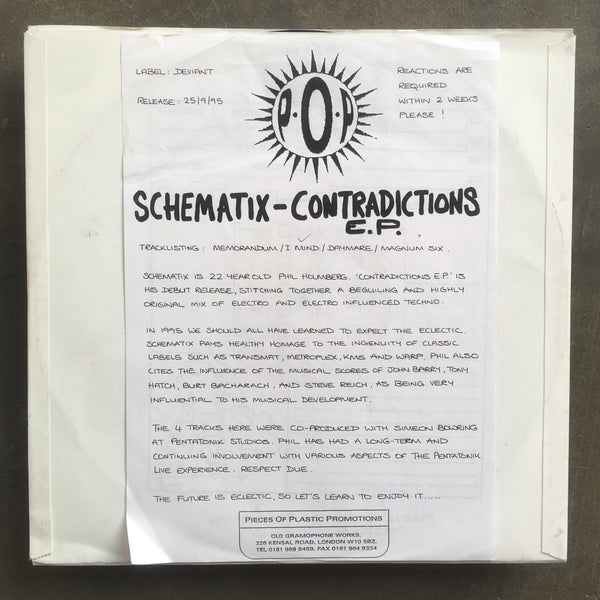 LABEL: DEVIANT
RELEASE: 25/9/95
P·O·P
REACTIONS ARE
REQUIRED
WITHIN 2 WEEKS
PLEASE!
SCHEMATIX-CONTRADICTIONS
E.P.
TRACKLISTING: MEMORANDUM/I MIND/DAYMARE/MAGNUM SIX.
SCHEMATIX IS 22 YEAR OLD PHIL HOLMBERG. 'CONTRADICTIONS E.P.' IS
HIS DEBUT RELEASE, STITCHING TOGETHER A BEGUILING AND HIGHLY
ORIGINAL MIX OF ELECTRO AND ELECTRO INFLUENCED TECHNO.
IN 1995 WE SHOULD ALL HAVE LEARNED TO EXPECT THE ECLECTIC.
SCHEMATIX PAYS HEALTHY HOMAGE TO THE INGENUITY OF CLASSIC
LABELS SUCH AS TRANSMAT, METROPLEX, KMS AND WARP. PHIL ALSO
CITES THE INFLUENCE OF THE MUSICAL SCORES OF JOHN BARRY, TONY
HATCH, BURT BACHARACH, AND STEVE REICH, AS BEING VERY
INFLUENTIAL TO HIS MUSICAL DEVELOPMENT.
THE 4 TRACKS HERE WERE CO-PRODUCED WITH SIMEON BOWRING
AT PENTATONIK STUDIOS. PHIL HAS HAD A LONG-TERM AND
CONTINUING INVOLVEMENT WITH VARIOUS ASPECTS OF THE PENTATONIK
LIVE EXPERIENCE. RESPECT DUE.
THE FUTURE IS ECLECTIC, SO LET'S LEARN TO ENJOY IT.....
PIECES OF PLASTIC PROMOTIONS
OLD GRAMOPHONE WORKS,
326 KENSAL ROAD, LONDON W10 5BZ,
TEL 0181 968 8459, FAX 0181 964 9334